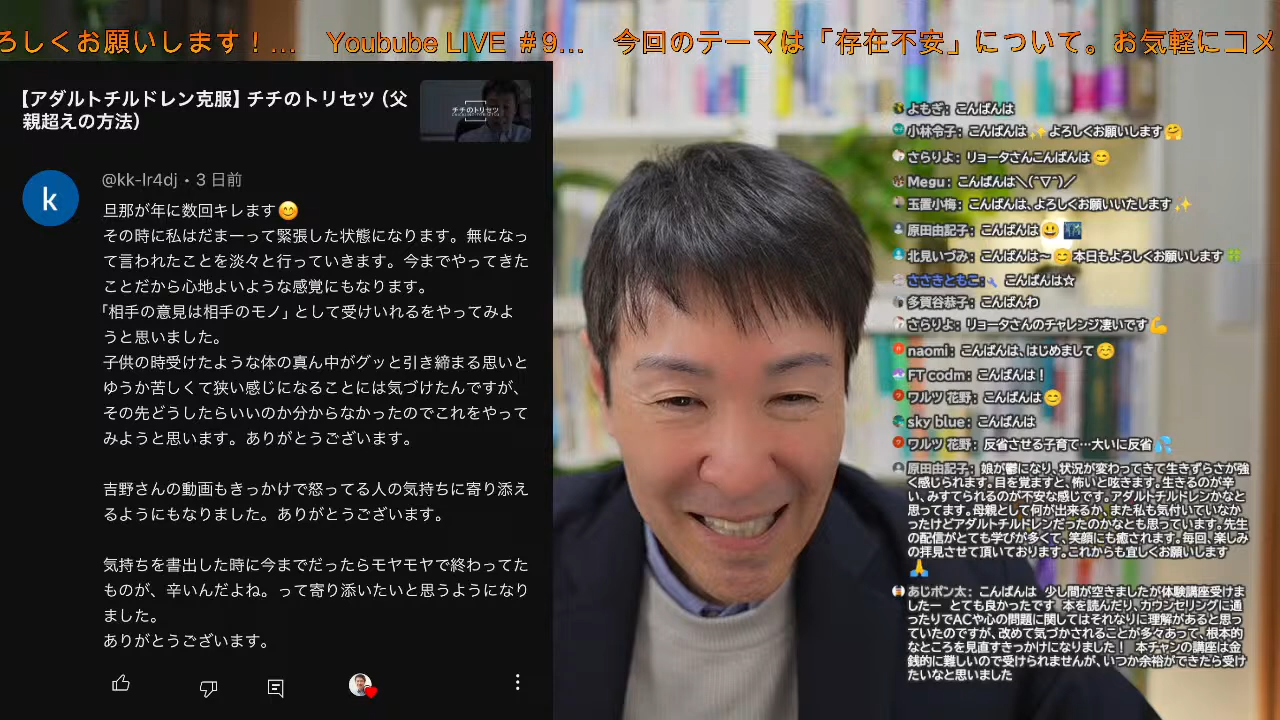 ろしくお願いします！… Youbube LIVE ＃9… 今回のテーマは「存在不安」について。お気軽にコメ
【アダルトチルドレン克服】チチのトリセツ（父
親超えの方法）
チチのトリセツ
k
@kk-lr4dj・3 日前
旦那が年に数回キレます😊
その時に私はだまーって緊張した状態になります。無になっ
て言われたことを淡々と行っていきます。今までやってきた
ことだから心地よいような感覚にもなります。
「相手の意見は相手のモノ」として受けいれるをやってみよ
うと思いました。
子供の時受けたような体の真ん中がグッと引き締まる思いと
ゆうか苦しくて狭い感じになることには気づけたんですが、
その先どうしたらいいのか分からなかったのでこれをやって
みようと思います。ありがとうございます。
吉野さんの動画もきっかけで怒ってる人の気持ちに寄り添え
るようにもなりました。ありがとうございます。
気持ちを書出した時に今までだったらモヤモヤで終わってた
ものが、辛いんだよね。って寄り添いたいと思うようになり
ました。
ありがとうございます。
よもぎ： こんばんは
小林令子： こんばんは✨よろしくお願いします🤗
さらりよ： リョータさんこんばんは😊
Megu： こんばんは＼(^▽^)／
玉置小梅： こんばんは、よろしくお願いいたします✨
原田由記子： こんばんは😃🌃
北見いづみ： こんばんは〜😊本日もよろしくお願いします🍀
ささきともこ：🔧 こんばんは☆
多賀谷恭子： こんばんわ
さらりよ： リョータさんのチャレンジ凄いです💪
naomi： こんばんは、はじめまして☺️
FT codm： こんばんは！
ワルツ 花野： こんばんは😊
sky blue： こんばんは
ワルツ 花野： 反省させる子育て…大いに反省💦
原田由記子： 娘が鬱になり、状況が変わってきて生きずらさが強
く感じられます。目を覚ますと、怖いと呟きます。生きるのが辛
い、みすてられるのが不安な感じです。アダルトチルドレンかなと
思ってます。母親として何が出来るか、また私も気付いていなか
ったけどアダルトチルドレンだったのかなとも思っています。先生
の配信がとても学びが多くて、笑顔にも癒されます。毎回、楽しみ
の拝見させて頂いております。これからも宜しくお願いします
🙏
あじポン太： こんばんは 少し間が空きましたが体験講座受けま
したー とても良かったです 本を読んだり、カウンセリングに通
ったりでACや心の問題に関してはそれなりに理解があると思っ
ていたのですが、改めて気づかされることが多々あって、根本的
なところを見直すきっかけになりました！ 本チャンの講座は金
銭的に難しいので受けられませんが、いつか余裕ができたら受け
たいなと思いました